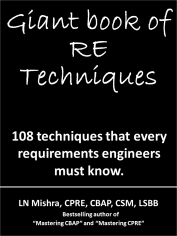 Giant book of
RE
Techniques
108 techniques that every
requirements engineers
must know.
LN Mishra, CPRE, CBAP, CSM, LSBB
Bestselling author of
“Mastering CBAP” and “Mastering CPRE”